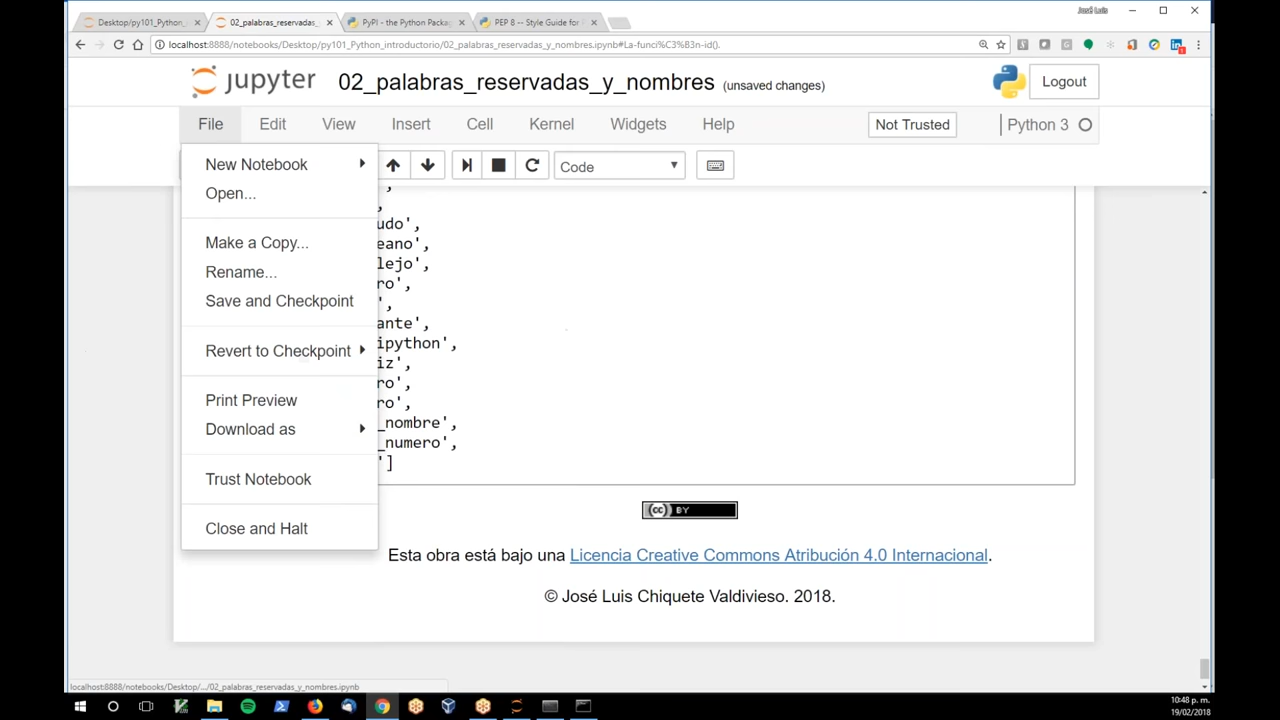 José Luis
Desktop/py101_Python_
02_palabras_reservadas_
PyPI - the Python Packag
PEP 8 -- Style Guide for
localhost:8888/notebooks/Desktop/py101_Python_introductorio/02_palabras_reservadas_y_nombres.ipynb#La-funci%C3%B3n-id().
jupyter 02_palabras_reservadas_y_nombres (unsaved changes)
Logout
File Edit View Insert Cell Kernel Widgets Help Not Trusted Python 3
Code
New Notebook
Open...
Make a Copy...
Rename...
Save and Checkpoint
Revert to Checkpoint
Print Preview
Download as
Trust Notebook
Close and Halt
',
,
udo',
eano',
lejo',
ro',
',
ante',
ipython',
iz',
ro',
ro',
_nombre',
_numero',
']
cc BY
Esta obra está bajo una Licencia Creative Commons Atribución 4.0 Internacional.
© José Luis Chiquete Valdivieso. 2018.
localhost:8888/notebooks/Desktop/.../02_palabras_reservadas_y_nombres.ipynb
10:48 p. m.
19/02/2018